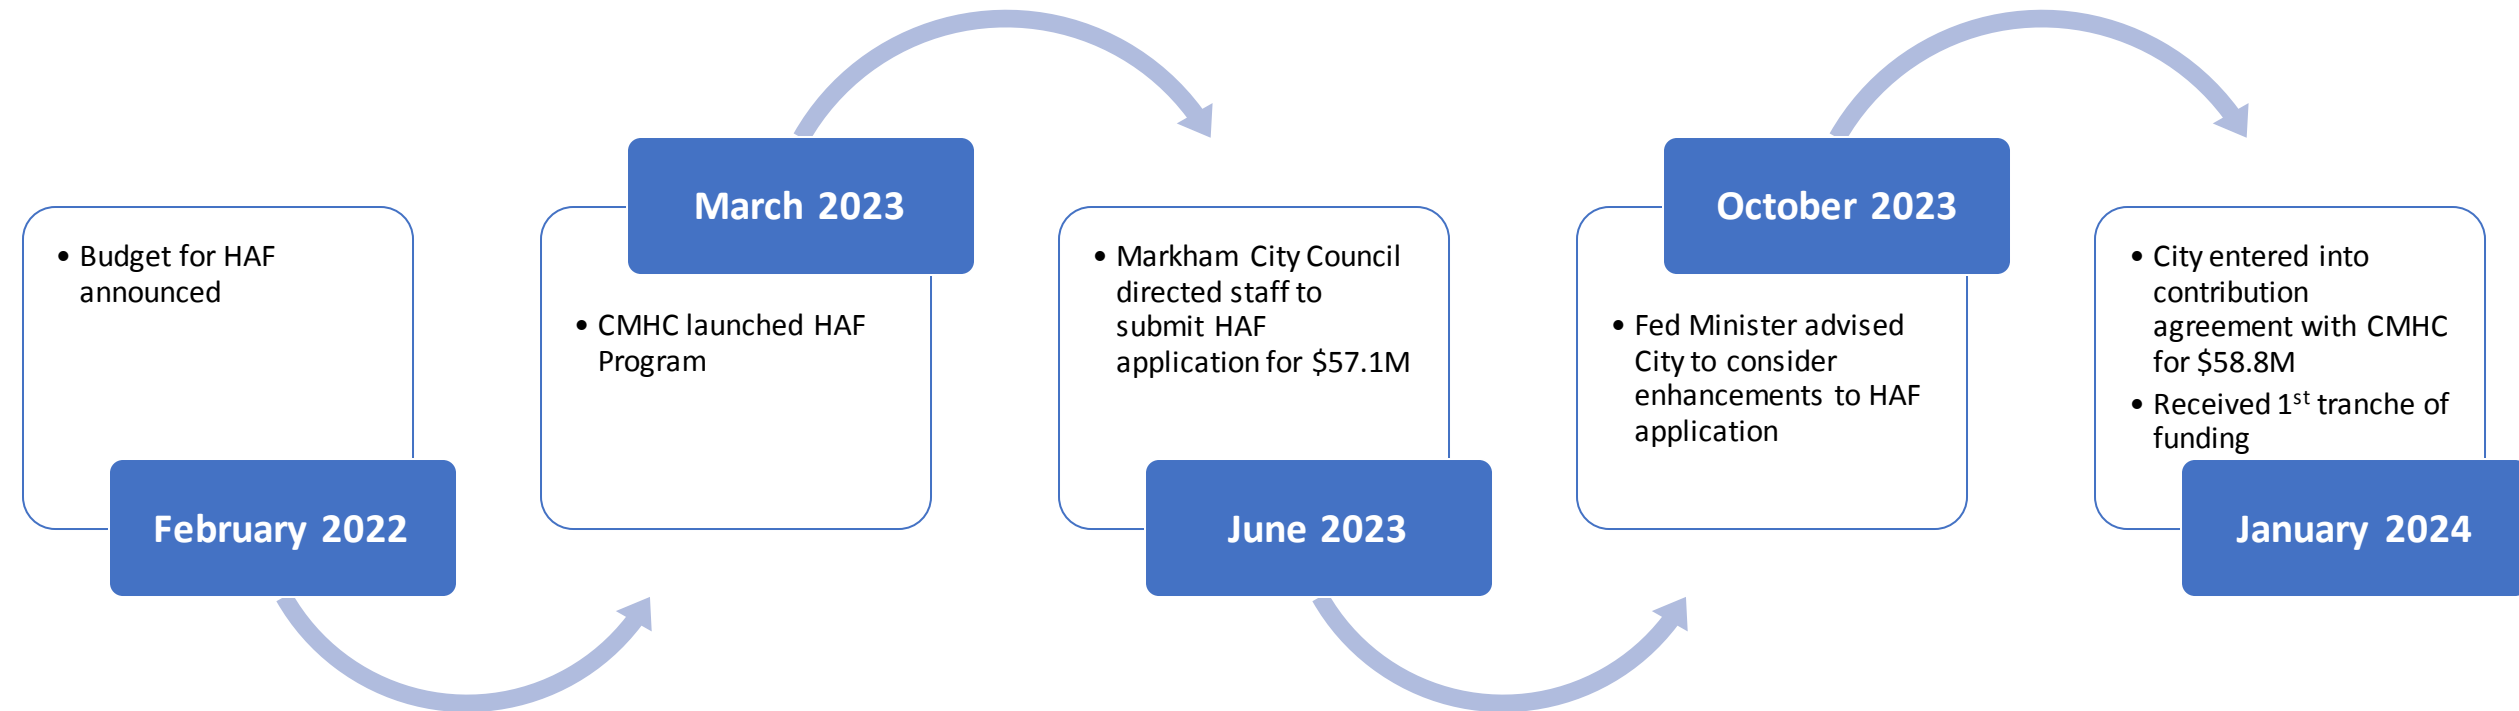 • Budget for HAF
announced
February 2022
March 2023
• CMHC launched HAF
Program
• Markham City Council
directed staff to
submit HAF
application for $57.1M
June 2023
October 2023
• Fed Minister advised
City to consider
enhancements to HAF
application
• City entered into
contribution
agreement with CMHC
for $58.8M
• Received 1st tranche of
funding
January 2024